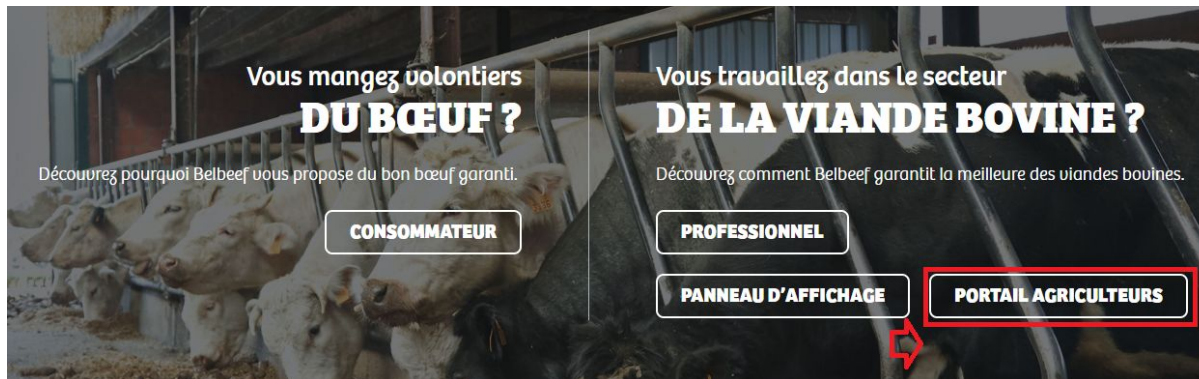 Vous mangez volontiers
DU BŒUF ?
Découvrez pourquoi Belbeef vous propose du bon bœuf garanti.
CONSOMMATEUR
Vous travaillez dans le secteur
DE LA VIANDE BOVINE ?
Découvrez comment Belbeef garantit la meilleure des viandes bovines.
PROFESSIONNEL
PANNEAU D'AFFICHAGE
PORTAIL AGRICULTEURS